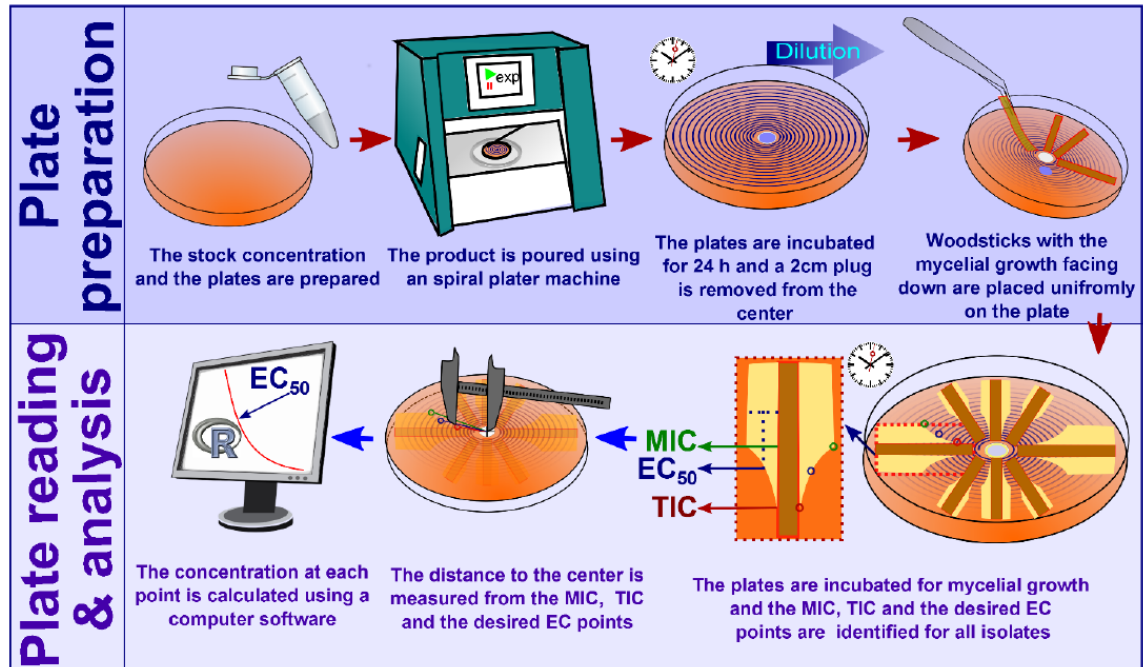 Plate
preparation
exp
Dilution
The stock concentration
and the plates are prepared
The product is poured using
an spiral plater machine
The plates are incubated
for 24 h and a 2cm plug
is removed from the
center
Woodsticks with the
mycelial growth facing
down are placed unifromly
on the plate
Plate reading
& analysis
EC50
R
MIC
EC50
TIC
The concentration at each
point is calculated using a
computer software
The distance to the center is
measured from the MIC, TIC
and the desired EC points
The plates are incubated for mycelial growth
and the MIC, TIC and the desired EC
points are identified for all isolates